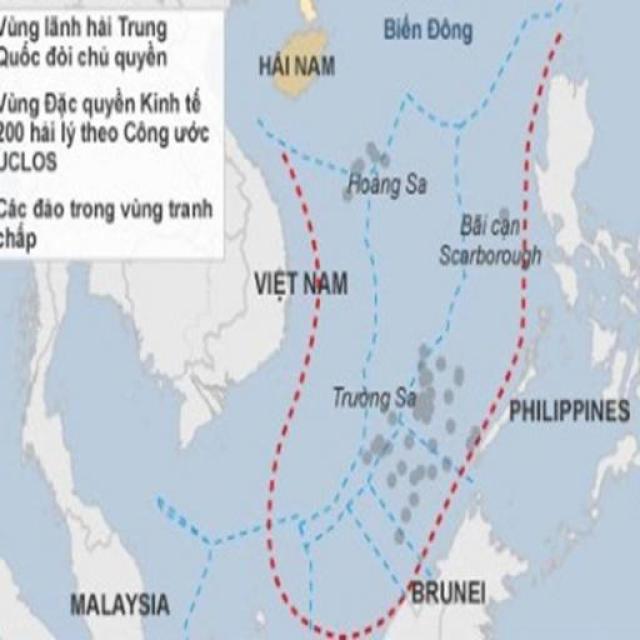 Vùng lãnh hải Trung
Quốc đòi chủ quyền
Vùng Đặc quyền Kinh tế
200 hải lý theo Công ước
UCLOS
Các đảo trong vùng tranh
chấp
Biển Đông
HẢI NAM
Hoàng Sa
Bãi cạn
Scarborough
VIỆT NAM
Trường Sa
PHILIPPINES
BRUNEI
MALAYSIA